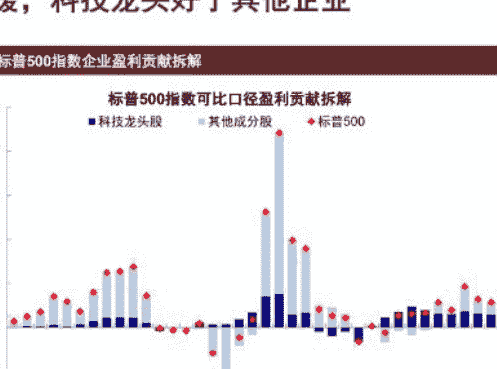 缓，科技龙头好于其他企业
标普500指数企业盈利贡献拆解
标普500指数可比口径盈利贡献拆解
科技龙头股 其他成分股 标普500